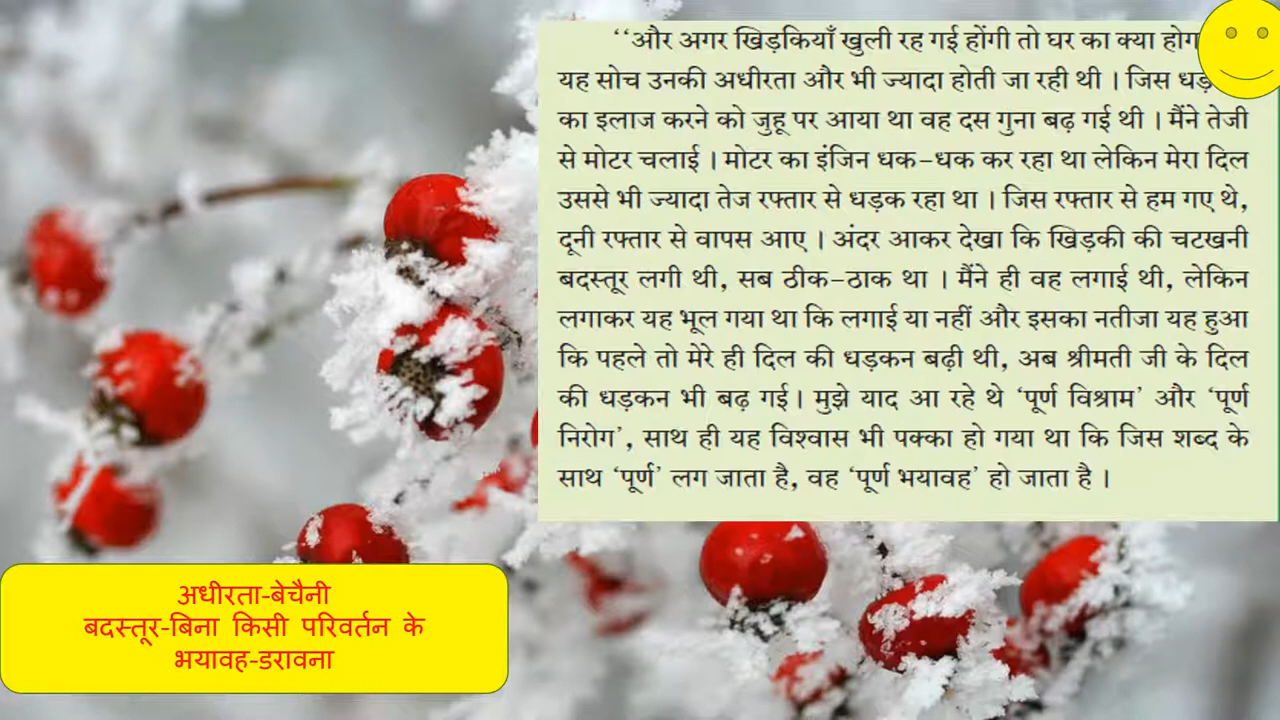 ‘‘और अगर खिड़कियाँ खुली रह गई होंगी तो घर का क्या
यह सोच उनकी अधीरता और भी ज्यादा होती जा रही थी । जिस
का इलाज करने को जुहू पर आया था वह दस गुना बढ़ गई थी । मैंने तेजी
से मोटर चलाई । मोटर का इंजिन धक–धक कर रहा था लेकिन मेरा दिल
उससे भी ज्यादा तेज रफ्तार से धड़क रहा था । जिस रफ्तार से हम गए थे,
दूनी रफ्तार से वापस आए । अंदर आकर देखा कि खिड़की की चटखनी
बदस्तूर लगी थी, सब ठीक–ठाक था । मैंने ही वह लगाई थी, लेकिन
लगाकर यह भूल गया था कि लगाई या नहीं और इसका नतीजा यह हुआ
कि पहले तो मेरे ही दिल की धड़कन बढ़ी थी, अब श्रीमती जी के दिल
की धड़कन भी बढ़ गई। मुझे याद आ रहे थे ‘पूर्ण विश्राम’ और ‘पूर्ण
निरोग’, साथ ही यह विश्वास भी पक्का हो गया था कि जिस शब्द के
साथ ‘पूर्ण’ लग जाता है, वह ‘पूर्ण भयावह’ हो जाता है ।
अधीरता-बेचैनी
बदस्तूर-बिना किसी परिवर्तन के
भयावह-डरावना